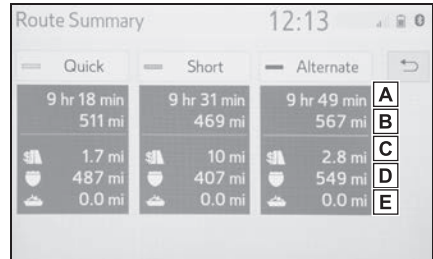 Route Summary 12:13
Quick Short Alternate
9 hr 18 min 9 hr 31 min 9 hr 49 min A
511 mi 469 mi 567 mi B
$ 1.7 mi $ 10 mi $ 2.8 mi C
487 mi 407 mi 549 mi D
0.0 mi 0.0 mi 0.0 mi E